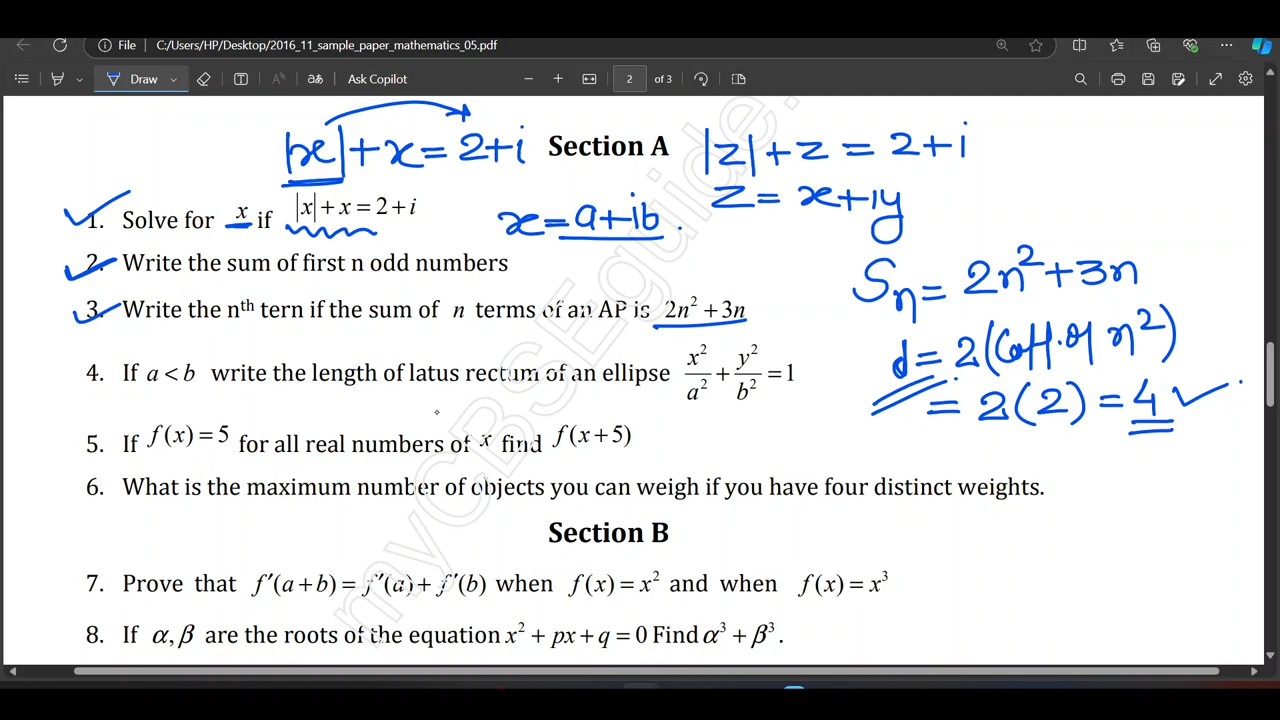 File C:/Users/HP/Desktop/2016_11_sample_paper_mathematics_05.pdf
Draw Ask Copilot 2 of 3
|x| + x = 2+i Section A |z| + z = 2+i
z = x+iy
1. Solve for x if |x| + x = 2 + i x = a+ib.
2. Write the sum of first n odd numbers
3. Write the nth tern if the sum of n terms of an AP is 2n² + 3n
Sn = 2n²+3n
d = 2(Coff. of n²)
= 2(2) = 4 ✓
4. If a < b write the length of latus rectum of an ellipse x²/a² + y²/b² = 1
5. If f(x) = 5 for all real numbers of x find f(x+5)
6. What is the maximum number of objects you can weigh if you have four distinct weights.
Section B
7. Prove that f′(a+b) = f′(a) + f′(b) when f(x) = x² and when f(x) = x³
8. If α, β are the roots of the equation x² + px + q = 0 Find α³ + β³.
myCBSEguide.